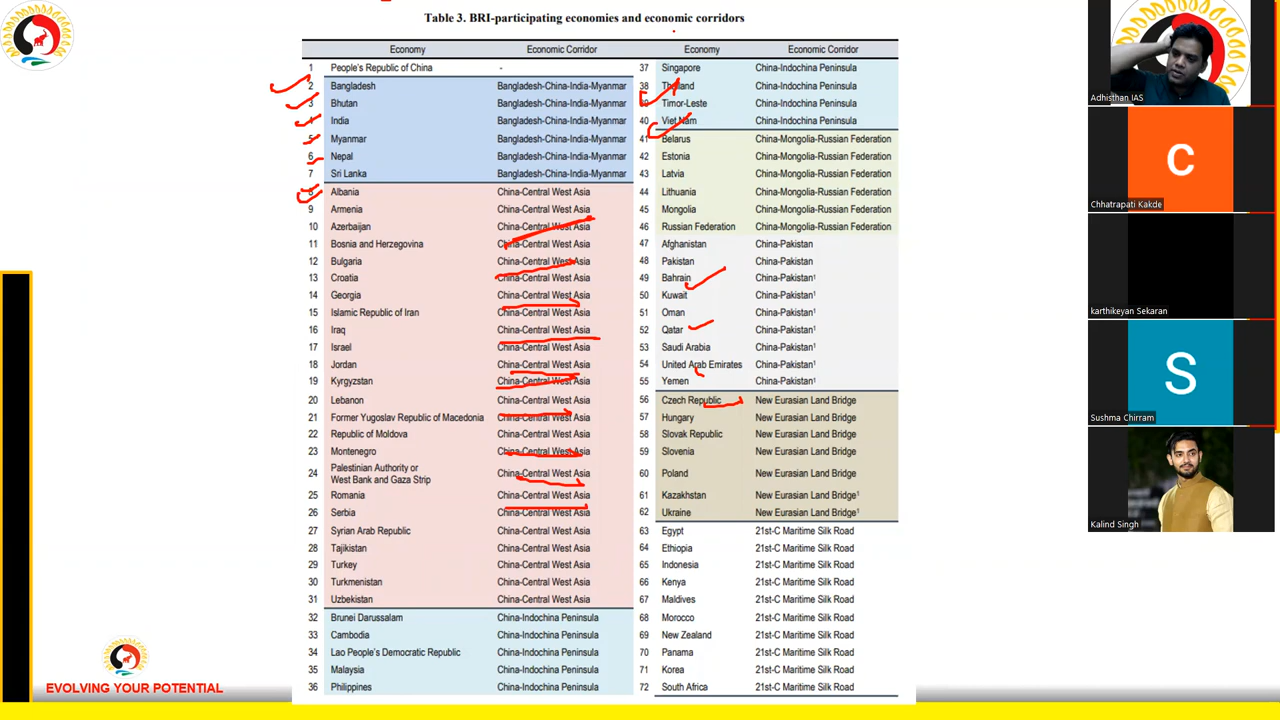 Table 3. BRI-participating economies and economic corridors
Economy Economic Corridor
1 People's Republic of China -
2 Bangladesh Bangladesh-China-India-Myanmar
3 Bhutan Bangladesh-China-India-Myanmar
4 India Bangladesh-China-India-Myanmar
5 Myanmar Bangladesh-China-India-Myanmar
6 Nepal Bangladesh-China-India-Myanmar
7 Sri Lanka Bangladesh-China-India-Myanmar
8 Albania China-Central West Asia
9 Armenia China-Central West Asia
10 Azerbaijan China-Central West Asia
11 Bosnia and Herzegovina China-Central West Asia
12 Bulgaria China-Central West Asia
13 Croatia China-Central West Asia
14 Georgia China-Central West Asia
15 Islamic Republic of Iran China-Central West Asia
16 Iraq China-Central West Asia
17 Israel China-Central West Asia
18 Jordan China-Central West Asia
19 Kyrgyzstan China-Central West Asia
20 Lebanon China-Central West Asia
21 Former Yugoslav Republic of Macedonia China-Central West Asia
22 Republic of Moldova China-Central West Asia
23 Montenegro China-Central West Asia
24 Palestinian Authority or
West Bank and Gaza Strip China-Central West Asia
25 Romania China-Central West Asia
26 Serbia China-Central West Asia
27 Syrian Arab Republic China-Central West Asia
28 Tajikistan China-Central West Asia
29 Turkey China-Central West Asia
30 Turkmenistan China-Central West Asia
31 Uzbekistan China-Central West Asia
32 Brunei Darussalam China-Indochina Peninsula
33 Cambodia China-Indochina Peninsula
34 Lao People's Democratic Republic China-Indochina Peninsula
35 Malaysia China-Indochina Peninsula
36 Philippines China-Indochina Peninsula
Economy Economic Corridor
37 Singapore China-Indochina Peninsula
38 Thailand China-Indochina Peninsula
39 Timor-Leste China-Indochina Peninsula
40 Viet Nam China-Indochina Peninsula
41 Belarus China-Mongolia-Russian Federation
42 Estonia China-Mongolia-Russian Federation
43 Latvia China-Mongolia-Russian Federation
44 Lithuania China-Mongolia-Russian Federation
45 Mongolia China-Mongolia-Russian Federation
46 Russian Federation China-Mongolia-Russian Federation
47 Afghanistan China-Pakistan
48 Pakistan China-Pakistan
49 Bahrain China-Pakistan¹
50 Kuwait China-Pakistan¹
51 Oman China-Pakistan¹
52 Qatar China-Pakistan¹
53 Saudi Arabia China-Pakistan¹
54 United Arab Emirates China-Pakistan¹
55 Yemen China-Pakistan¹
56 Czech Republic New Eurasian Land Bridge
57 Hungary New Eurasian Land Bridge
58 Slovak Republic New Eurasian Land Bridge
59 Slovenia New Eurasian Land Bridge
60 Poland New Eurasian Land Bridge
61 Kazakhstan New Eurasian Land Bridge¹
62 Ukraine New Eurasian Land Bridge¹
63 Egypt 21st-C Maritime Silk Road
64 Ethiopia 21st-C Maritime Silk Road
65 Indonesia 21st-C Maritime Silk Road
66 Kenya 21st-C Maritime Silk Road
67 Maldives 21st-C Maritime Silk Road
68 Morocco 21st-C Maritime Silk Road
69 New Zealand 21st-C Maritime Silk Road
70 Panama 21st-C Maritime Silk Road
71 Korea 21st-C Maritime Silk Road
72 South Africa 21st-C Maritime Silk Road
EVOLVING YOUR POTENTIAL
Adhisthan IAS
C
Chhatrapati Kakde
karthikeyan Sekaran
S
Sushma Chirram
Kalind Singh